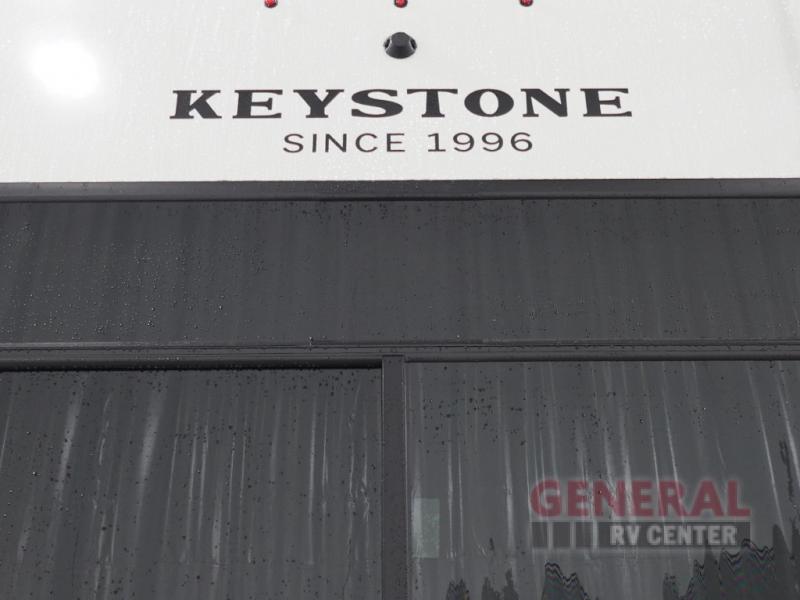 KEYSTONE
SINCE 1996
GENERAL
RV CENTER